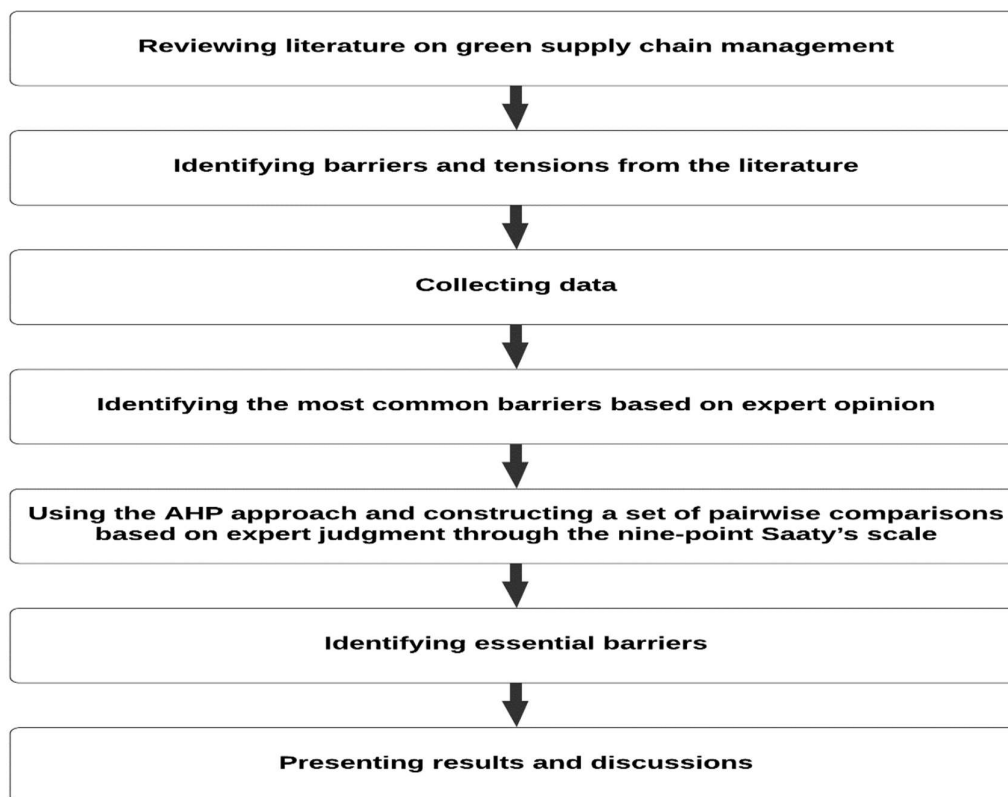 Reviewing literature on green supply chain management
Identifying barriers and tensions from the literature
Collecting data
Identifying the most common barriers based on expert opinion
Using the AHP approach and constructing a set of pairwise comparisons
based on expert judgment through the nine-point Saaty’s scale
Identifying essential barriers
Presenting results and discussions